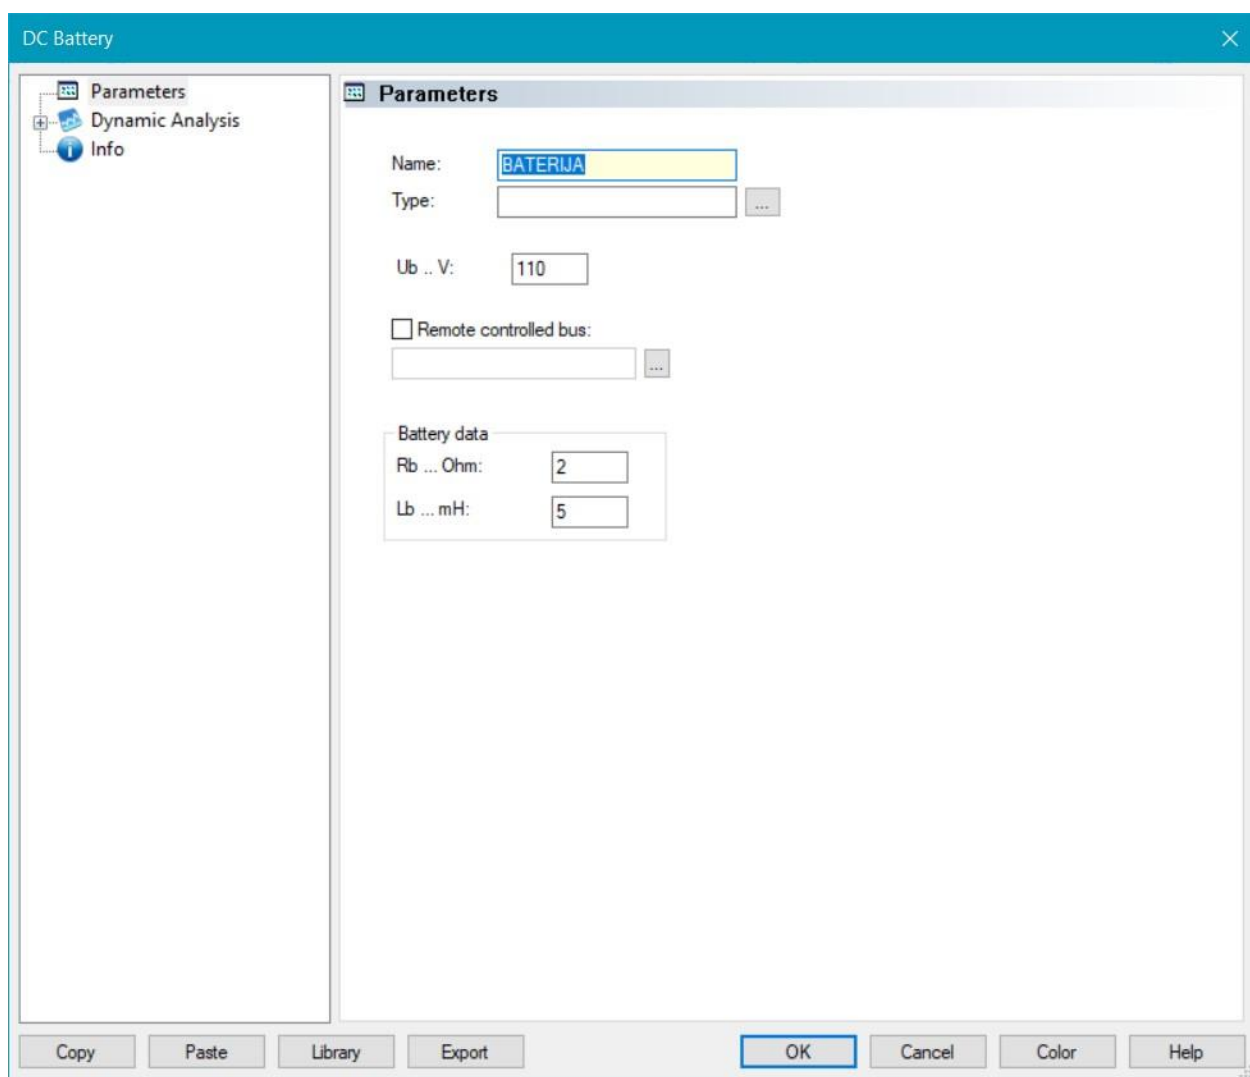 DC Battery
Parameters
Dynamic Analysis
Info
Parameters
Name: BATERIJA
Type: ...
Ub .. V: 110
Remote controlled bus:
...
Battery data
Rb ... Ohm: 2
Lb ... mH: 5
Copy Paste Library Export OK Cancel Color Help